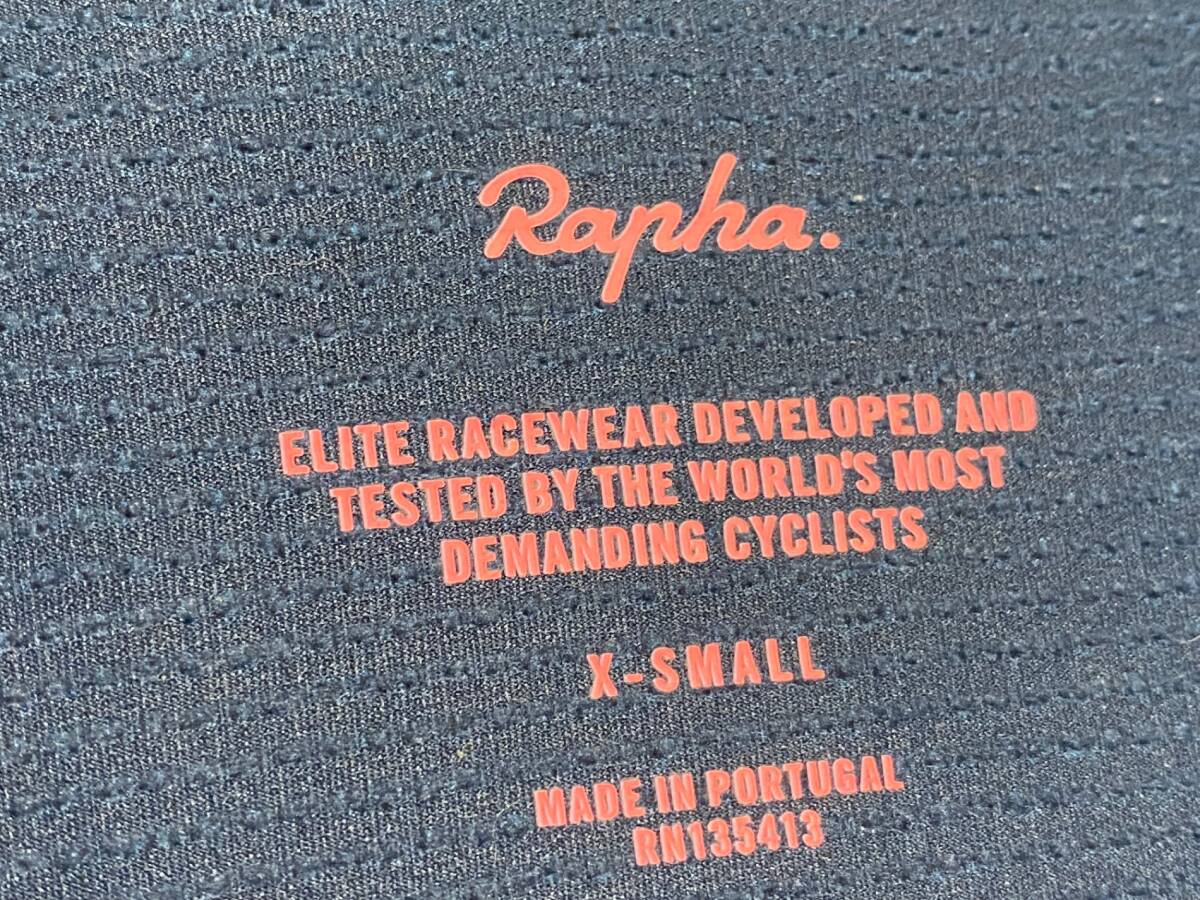 Rapha.
ELITE RACEWEAR DEVELOPED AND
TESTED BY THE WORLD'S MOST
DEMANDING CYCLISTS
X-SMALL
MADE IN PORTUGAL
RN135413